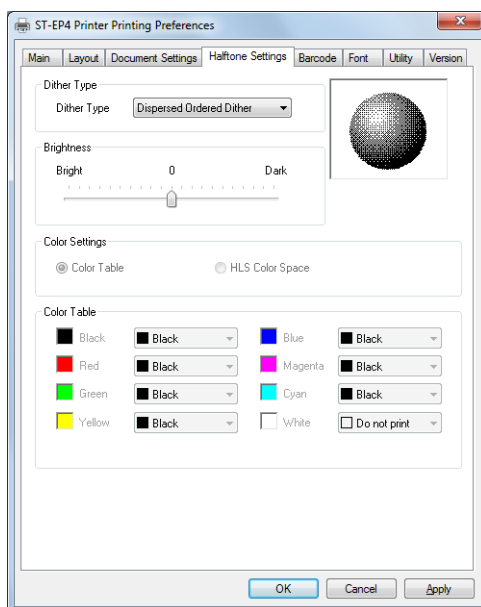 ST-EP4 Printer Printing Preferences
Main Layout Document Settings Halftone Settings Barcode Font Utility Version
Dither Type
Dither Type Dispersed Ordered Dither
Brightness
Bright 0 Dark
Color Settings
Color Table HLS Color Space
Color Table
Black Black Blue Black
Red Black Magenta Black
Green Black Cyan Black
Yellow Black White Do not print
OK Cancel Apply